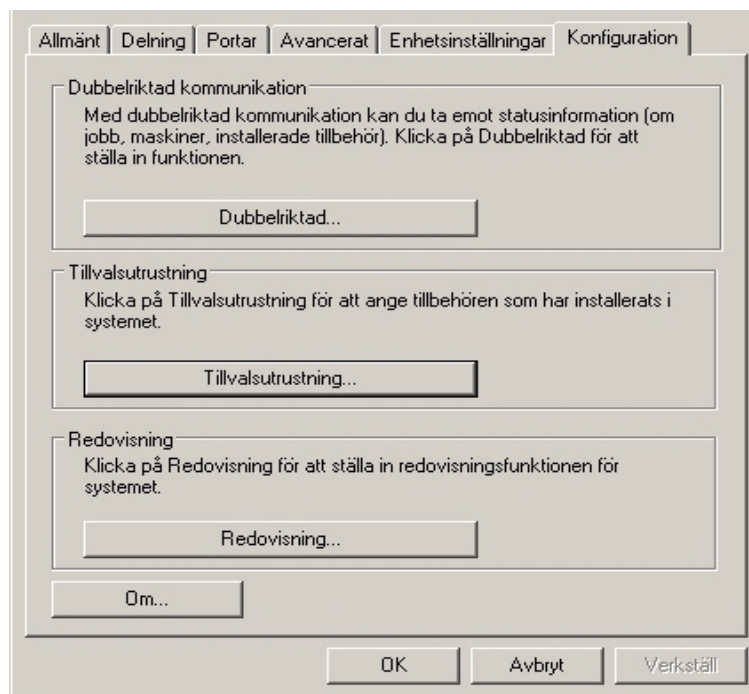 Allmänt Delning Portar Avancerat Enhetsinställningar Konfiguration
Dubbelriktad kommunikation
Med dubbelriktad kommunikation kan du ta emot statusinformation (om
jobb, maskiner, installerade tillbehör). Klicka på Dubbelriktad för att
ställa in funktionen.
Dubbelriktad...
Tillvalsutrustning
Klicka på Tillvalsutrustning för att ange tillbehören som har installerats i
systemet.
Tillvalsutrustning...
Redovisning
Klicka på Redovisning för att ställa in redovisningsfunktionen för
systemet.
Redovisning...
Om...
OK Avbryt Verkställ